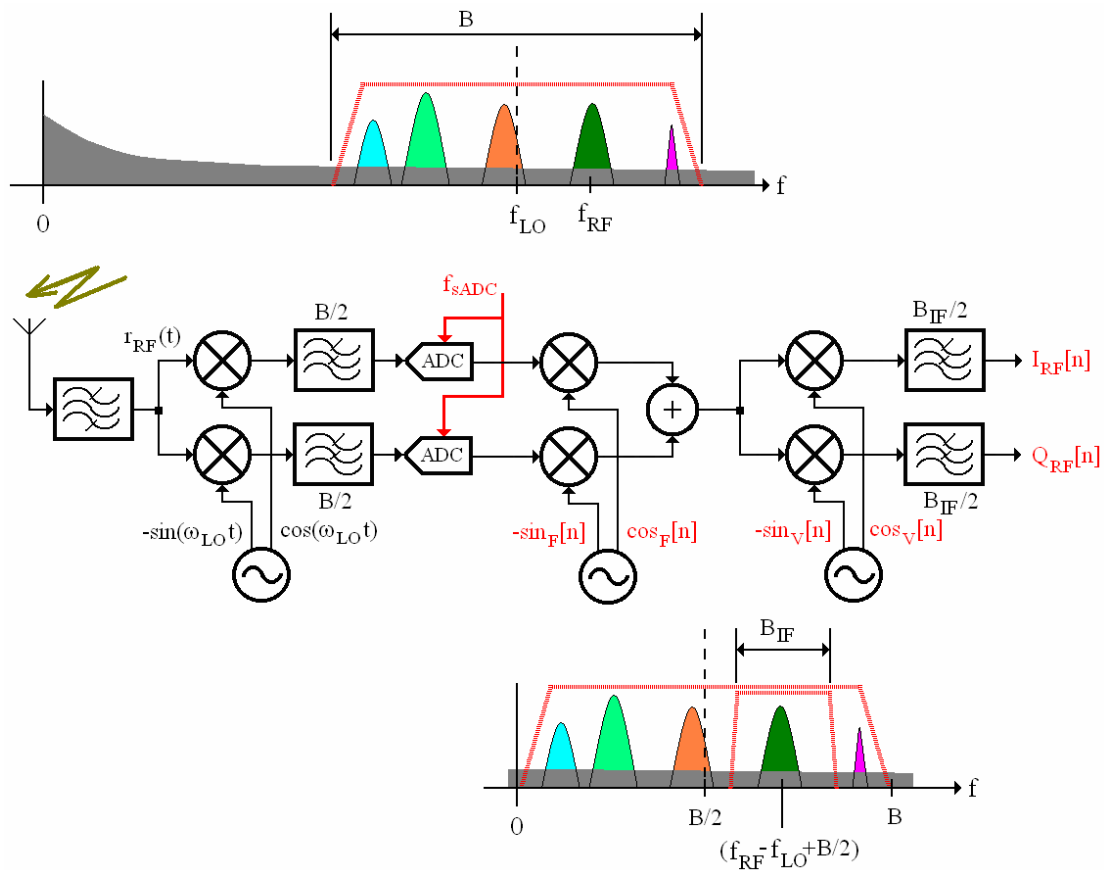 B
f
0
f_LO
f_RF
f_sADC
r_RF(t)
B/2
ADC
B_IF/2
I_RF[n]
+
ADC
Q_RF[n]
B/2
B_IF/2
-sin(ω_LO t)
cos(ω_LO t)
-sin_F[n]
cos_F[n]
-sin_V[n]
cos_V[n]
B_IF
f
0
B/2
B
(f_RF-f_LO+B/2)